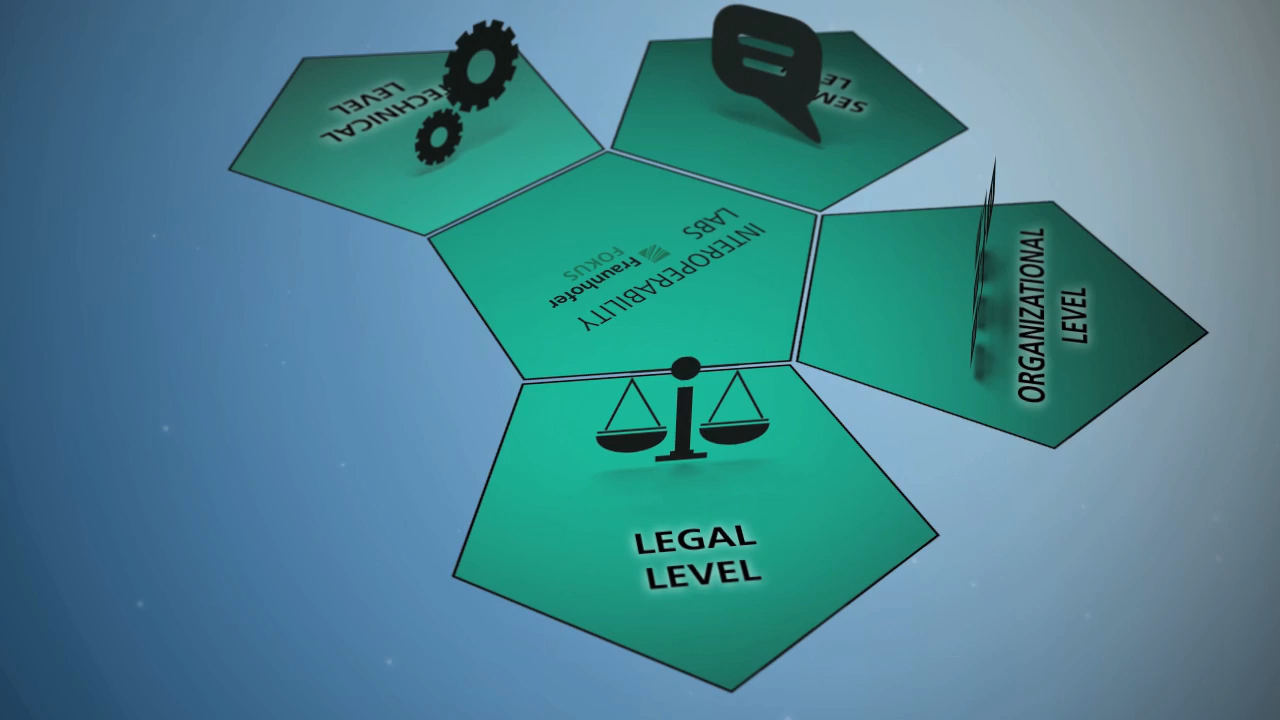 TECHNICAL
LEVEL
INTEROPERABILITY
LABS
Fraunhofer
FOKUS
ORGANIZATIONAL
LEVEL
LEGAL
LEVEL